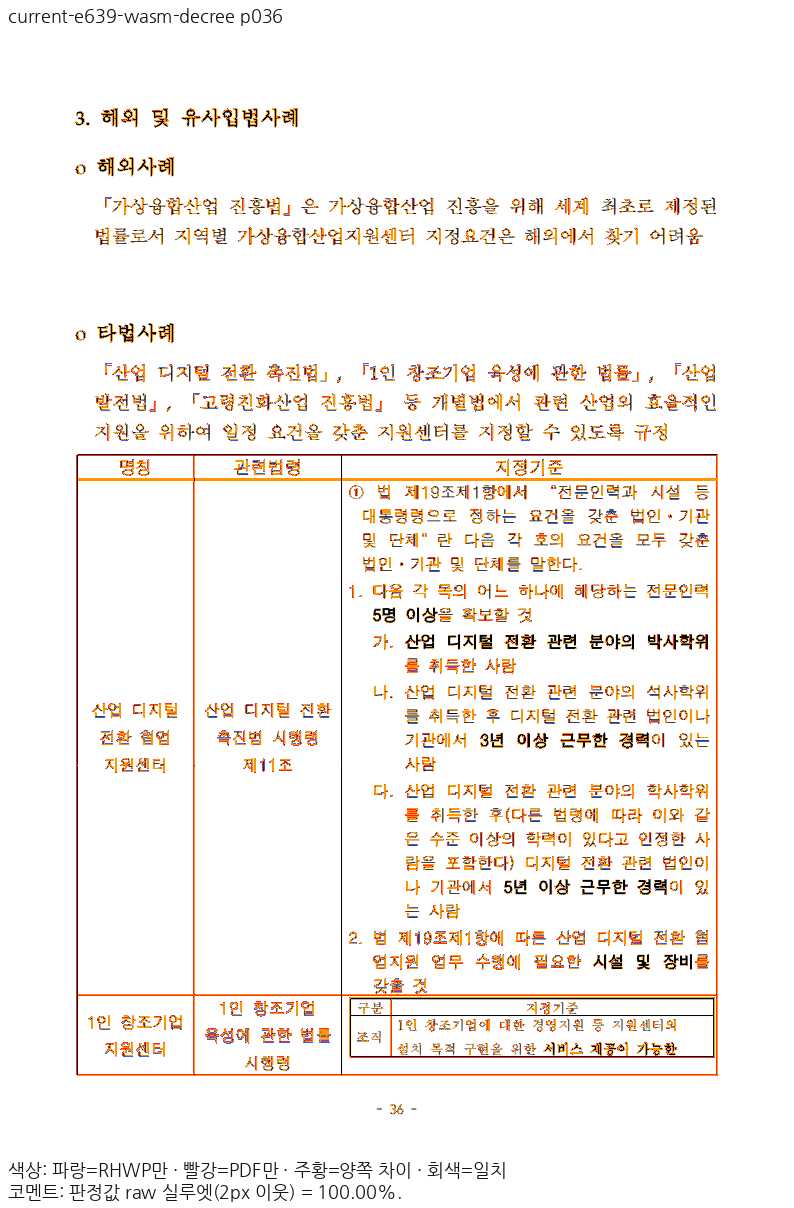 current-e639-wasm-decree p036
3. 해외 및 유사입법사례
o 해외사례
『가상융합산업 진흥법』은 가상융합산업 진흥을 위해 세계 최초로 제정된
법률로서 지역별 가상융합산업지원센터 지정요건은 해외에서 찾기 어려움
o 타법사례
「산업 디지털 전환 촉진법」, 「1인 창조기업 육성에 관한 법률」, 『산업
발전법』, 『고령친화산업 진흥법』 등 개별법에서 관련 산업의 효율적인
지원을 위하여 일정 요건을 갖춘 지원센터를 지정할 수 있도록 규정
명칭 관련법령 지정기준
산업 디지털
전환 협업
지원센터
산업 디지털 전환
촉진법 시행령
제11조
① 법 제19조제1항에서 “전문인력과 시설 등
대통령령으로 정하는 요건을 갖춘 법인·기관
및 단체"란 다음 각 호의 요건을 모두 갖춘
법인·기관 및 단체를 말한다.
1. 다음 각 목의 어느 하나에 해당하는 전문인력
5명 이상을 확보할 것
가. 산업 디지털 전환 관련 분야의 박사학위
를 취득한 사람
나. 산업 디지털 전환 관련 분야의 석사학위
를 취득한 후 디지털 전환 관련 법인이나
기관에서 3년 이상 근무한 경력이 있는
사람
다. 산업 디지털 전환 관련 분야의 학사학위
를 취득한 후(다른 법령에 따라 이와 같
은 수준 이상의 학력이 있다고 인정한 사
람을 포함한다) 디지털 전환 관련 법인이
나 기관에서 5년 이상 근무한 경력이 있
는 사람
2. 법 제19조제1항에 따른 산업 디지털 전환 협
업지원 업무 수행에 필요한 시설 및 장비를
갖출 것
1인 창조기업
지원센터
1인 창조기업
육성에 관한 법률
시행령
구분 지정기준
조직
1인 창조기업에 대한 경영지원 등 지원센터의
설치 목적 구현을 위한 서비스 제공이 가능한
- 36 -
색상: 파랑=RHWP만 · 빨강=PDF만 · 주황=양쪽 차이 · 회색=일치
코멘트: 판정값 raw 실루엣(2px 이웃) = 100.00%.